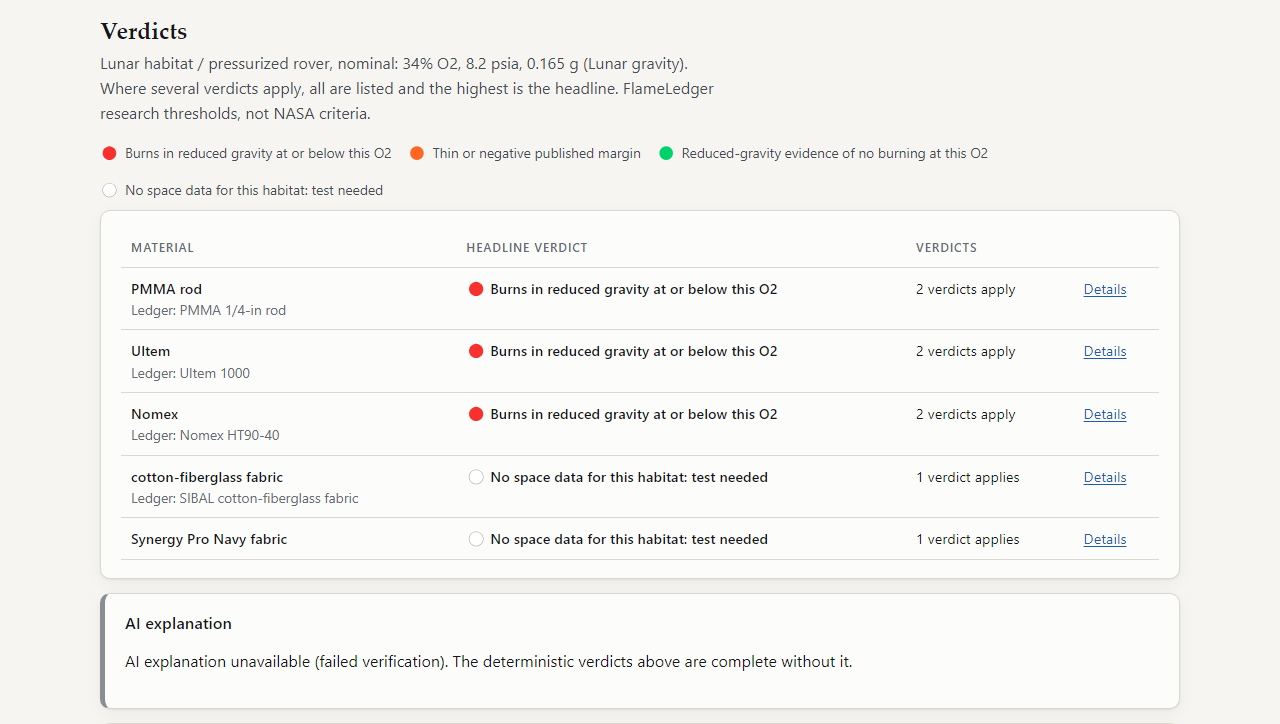 Verdicts
Lunar habitat / pressurized rover, nominal: 34% O2, 8.2 psia, 0.165 g (Lunar gravity).
Where several verdicts apply, all are listed and the highest is the headline. FlameLedger
research thresholds, not NASA criteria.
Burns in reduced gravity at or below this O2
Thin or negative published margin
Reduced-gravity evidence of no burning at this O2
No space data for this habitat: test needed
MATERIAL HEADLINE VERDICT VERDICTS
PMMA rod Burns in reduced gravity at or below this O2 2 verdicts apply Details
Ledger: PMMA 1/4-in rod
Ultem Burns in reduced gravity at or below this O2 2 verdicts apply Details
Ledger: Ultem 1000
Nomex Burns in reduced gravity at or below this O2 2 verdicts apply Details
Ledger: Nomex HT90-40
cotton-fiberglass fabric No space data for this habitat: test needed 1 verdict applies Details
Ledger: SIBAL cotton-fiberglass fabric
Synergy Pro Navy fabric No space data for this habitat: test needed 1 verdict applies Details
AI explanation
AI explanation unavailable (failed verification). The deterministic verdicts above are complete without it.